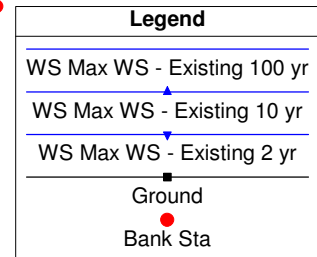 Legend
WS Max WS - Existing 100 yr
WS Max WS - Existing 10 yr
WS Max WS - Existing 2 yr
Ground
Bank Sta